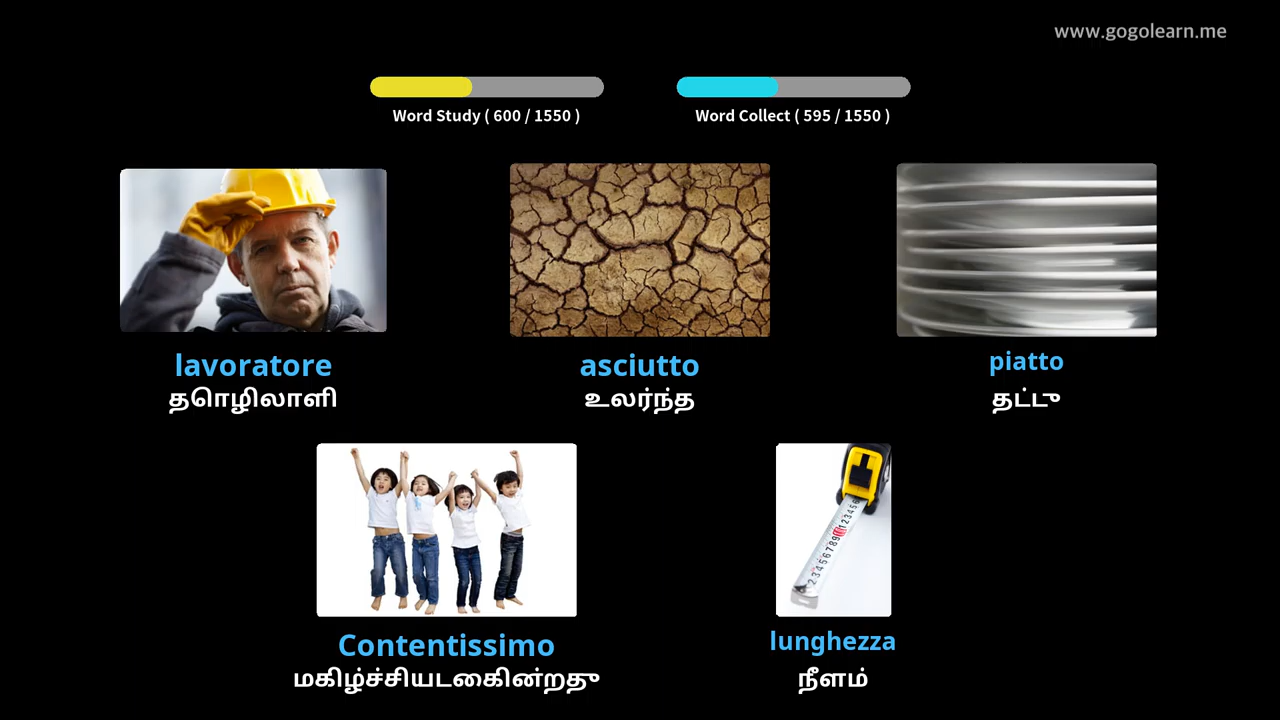 www.gogolearn.me
Word Study ( 600 / 1550 )
Word Collect ( 595 / 1550 )
lavoratore
தொழிலாளி
asciutto
உலர்ந்த
piatto
தட்டு
Contentissimo
மகிழ்ச்சியடைகின்றது
lunghezza
நீளம்